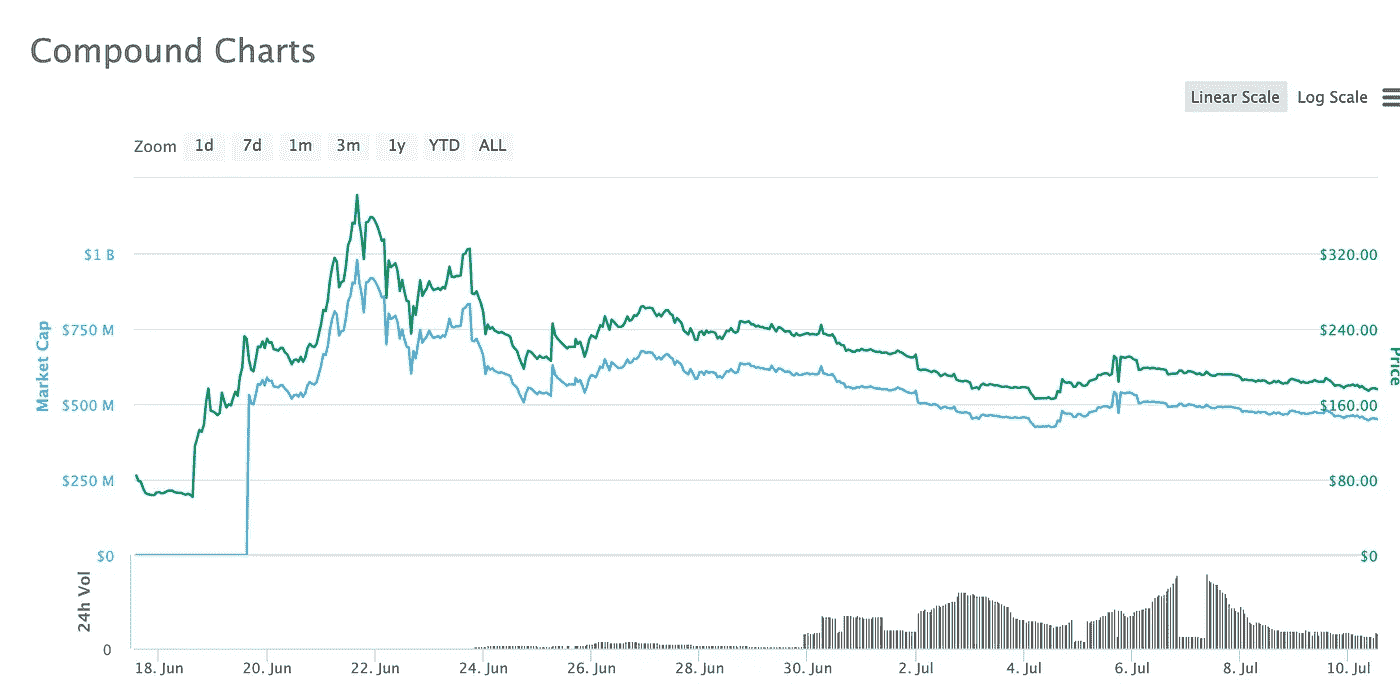 Compound Charts
Linear Scale Log Scale
Zoom 1d 7d 1m 3m 1y YTD ALL
$1 B $320.00
$750 M $240.00
Market Cap
Price
$500 M $160.00
$250 M $80.00
$0 $0
24h Vol
0
18. Jun 20. Jun 22. Jun 24. Jun 26. Jun 28. Jun 30. Jun 2. Jul 4. Jul 6. Jul 8. Jul 10. Jul